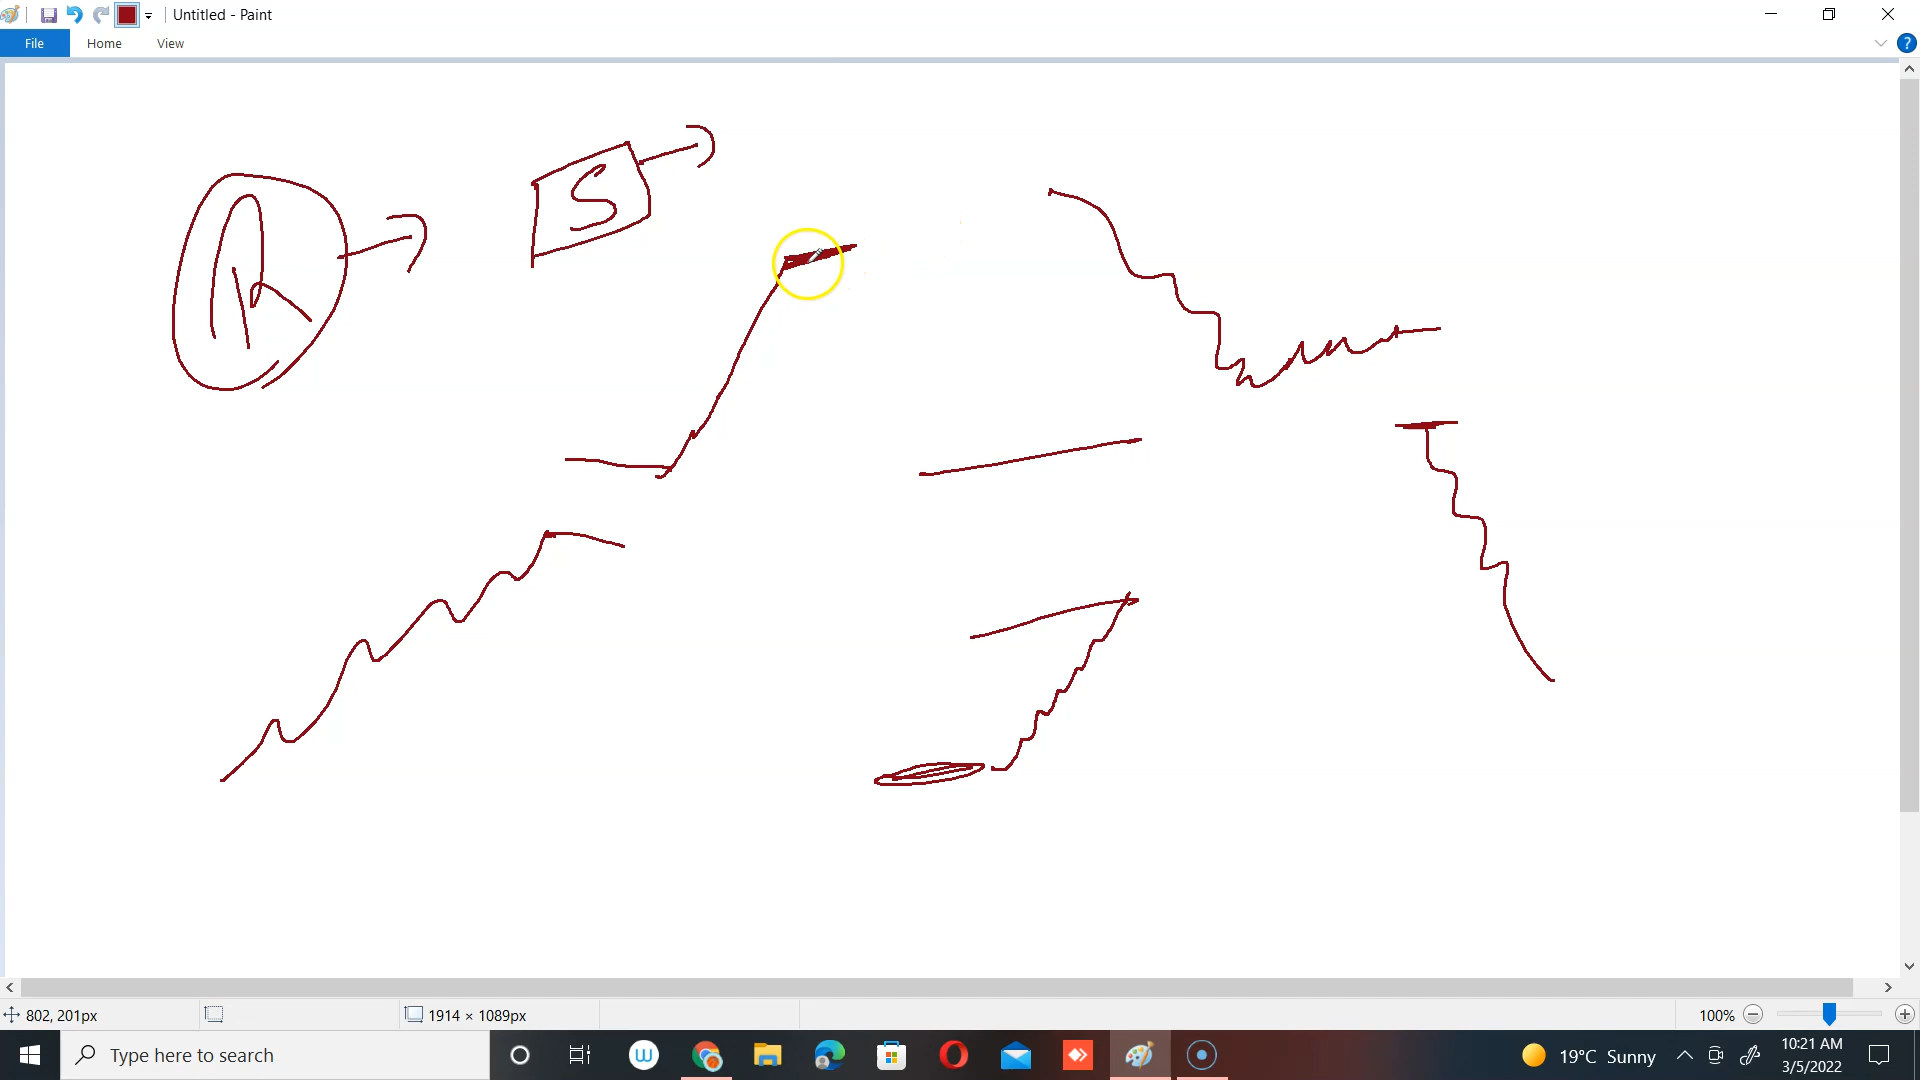 Untitled - Paint
File Home View
?
R
S
802, 201px
1914 × 1089px
100%
Type here to search
19°C Sunny
10:21 AM
3/5/2022